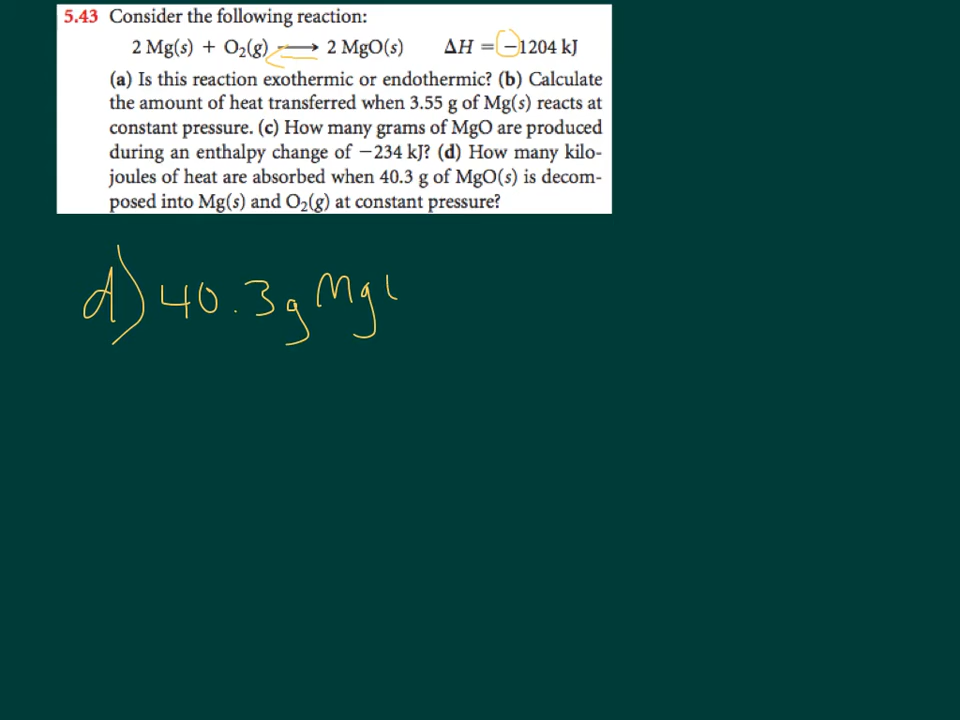 5.43 Consider the following reaction:
2 Mg(s) + O₂(g) ⟶ 2 MgO(s) ΔH = −1204 kJ
(a) Is this reaction exothermic or endothermic? (b) Calculate
the amount of heat transferred when 3.55 g of Mg(s) reacts at
constant pressure. (c) How many grams of MgO are produced
during an enthalpy change of −234 kJ? (d) How many kilo-
joules of heat are absorbed when 40.3 g of MgO(s) is decom-
posed into Mg(s) and O₂(g) at constant pressure?
d) 40.3g Mg